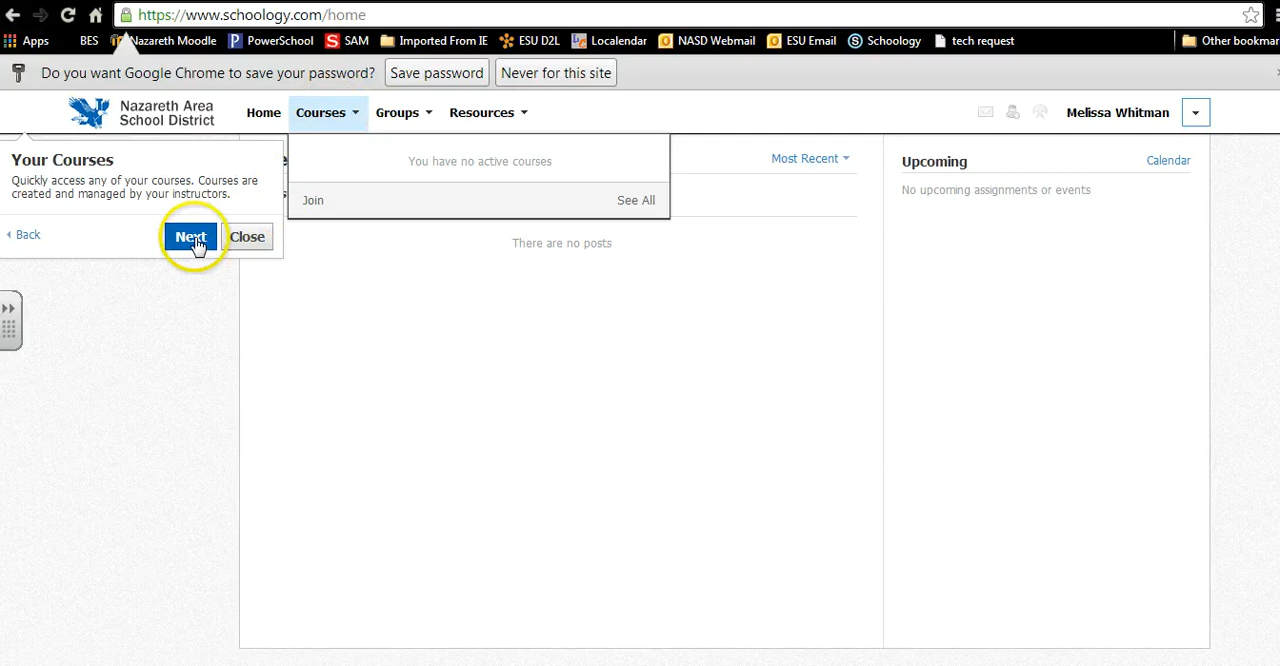 https://www.schoology.com/home
Apps BES Nazareth Moodle PowerSchool SAM Imported From IE ESU D2L Localendar NASD Webmail ESU Email Schoology tech request Other bookmar
Do you want Google Chrome to save your password? Save password Never for this site
Nazareth Area
School District
Home Courses Groups Resources Melissa Whitman
Your Courses
Quickly access any of your courses. Courses are
created and managed by your instructors.
Back Next Close
You have no active courses
Join See All
Most Recent
There are no posts
Upcoming Calendar
No upcoming assignments or events